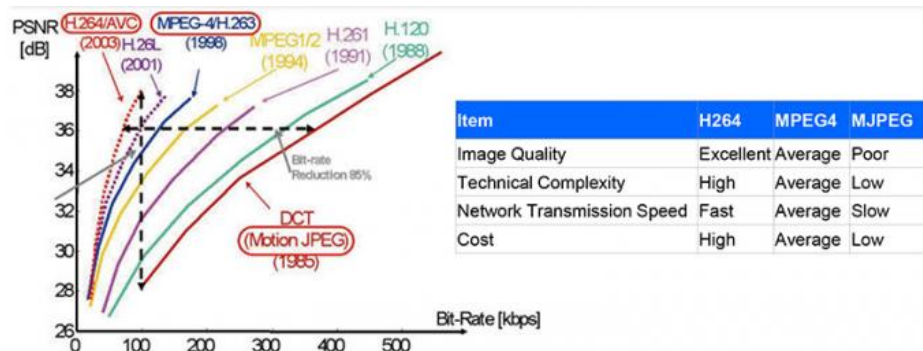 PSNR
[dB]
H.264/AVC
(2003)
H.26L
(2001)
MPEG-4/H.263
(1998)
MPEG1/2
(1994)
H.261
(1991)
H.120
(1988)
38
36
34
32
30
28
26
Bit-rate
Reduction 85%
DCT
(Motion JPEG)
(1985)
Bit-Rate [kbps]
0 100 200 300 400 500
Item H264 MPEG4 MJPEG
Image Quality Excellent Average Poor
Technical Complexity High Average Low
Network Transmission Speed Fast Average Slow
Cost High Average Low